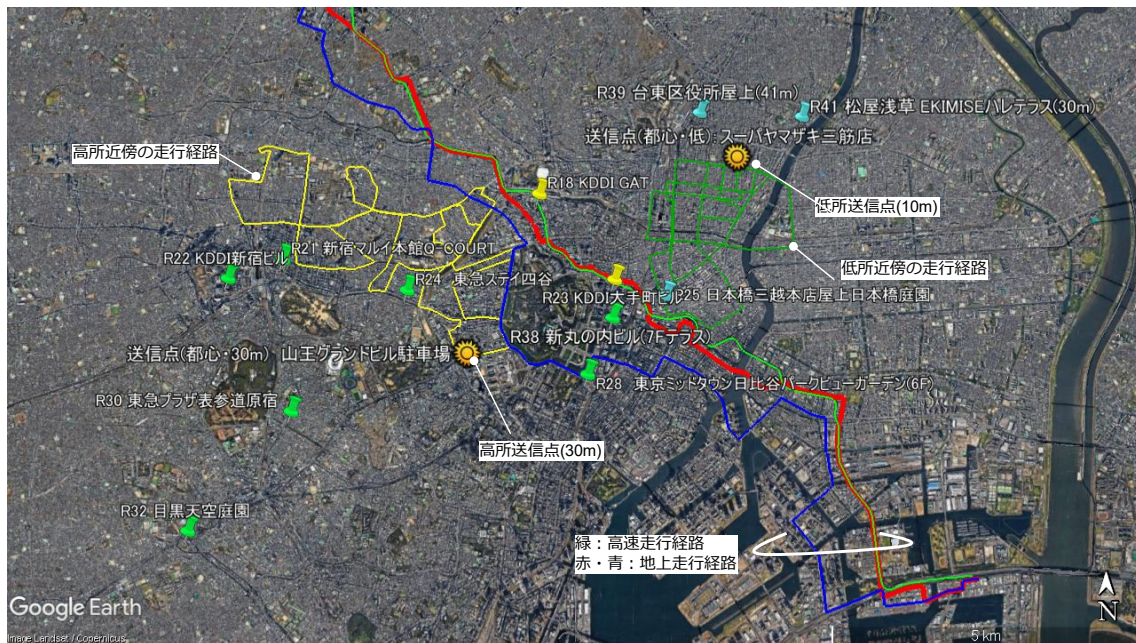 R39 台東区役所屋上(41m)
R41 松屋浅草 EKIMISEハレテラス(30m)
送信点(都心・低):スーパヤマザキ三筋店
高所近傍の走行経路
R18 KDDI GAT
低所送信点(10m)
R21 新宿マルイ本館Q-COURT
R22 KDDI新宿ビル
低所近傍の走行経路
R24 東急ステイ四谷
R23 KDDI大手町ビル
25 日本橋三越本店屋上日本橋庭園
R38 新丸の内ビル(7Fテラス)
送信点(都心・30m) 山王グランドビル駐車場
R28 東京ミッドタウン日比谷パークビューガーデン(6F)
R30 東急プラザ表参道原宿
高所送信点(30m)
R32 目黒天空庭園
緑:高速走行経路
赤・青:地上走行経路
Google Earth
N
Image Landsat / Copernicus
5 km